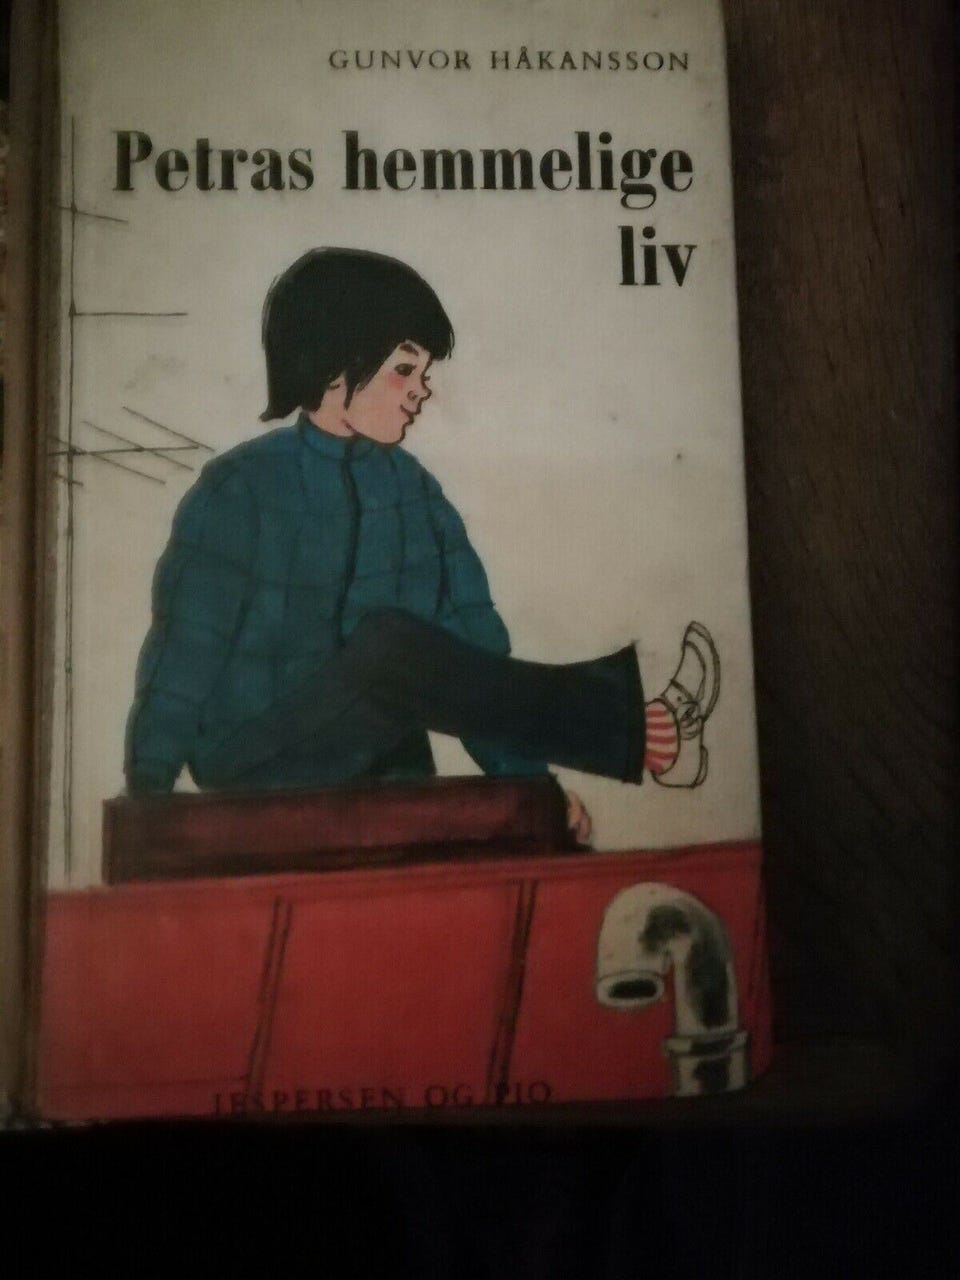 GUNVOR HÅKANSSON
Petras hemmelige
liv
JESPERSEN OG PIO